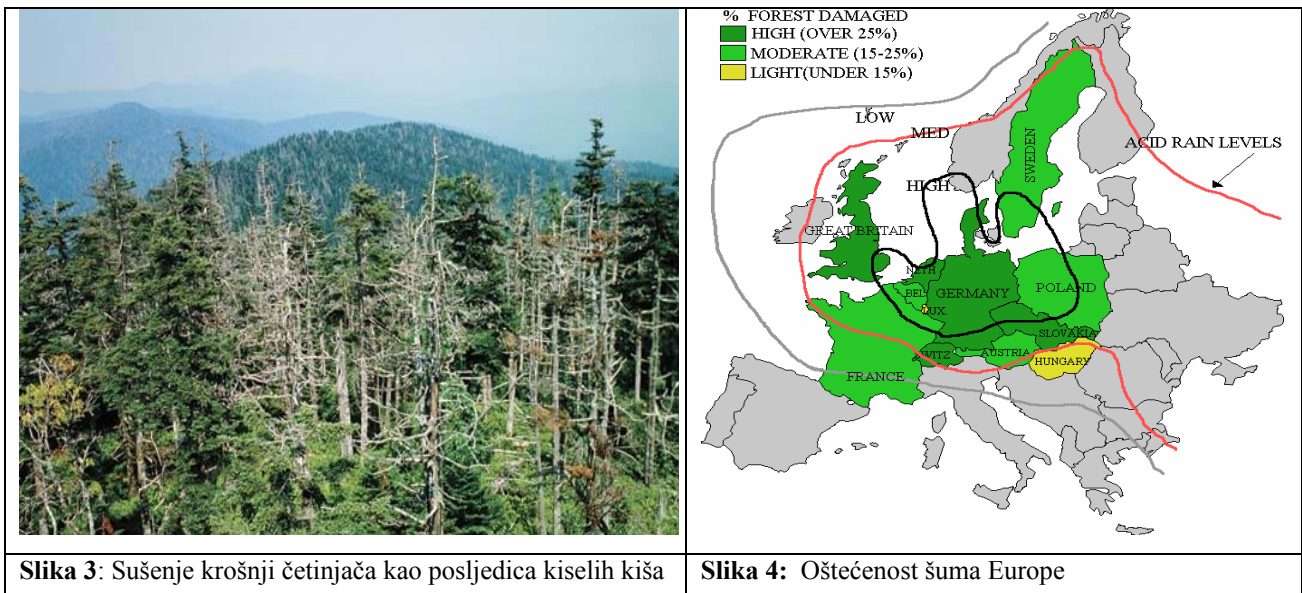 % FOREST DAMAGED
HIGH (OVER 25%)
MODERATE (15-25%)
LIGHT(UNDER 15%)
LOW
MED
ACID RAIN LEVELS
SWEDEN
HIGH
GREAT BRITAIN
NETH
BEL
GERMANY
POLAND
LUX.
SLOVAKIA
WITZ
AUSTRIA
HUNGARY
FRANCE
Slika 3: Sušenje krošnji četinjača kao posljedica kiselih kiša
Slika 4: Oštećenost šuma Europe